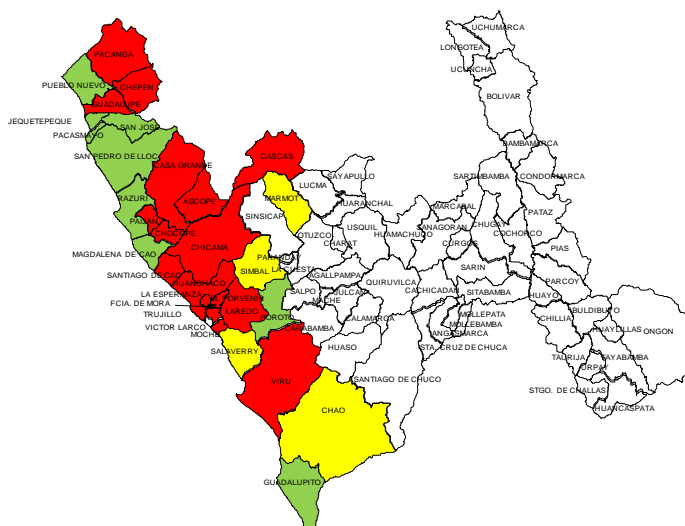 UCHUMARCA
LONGOTEA
PACANGA
UCUNCHA
PUEBLO NUEVO
CHEPEN
BOLIVAR
GUADALUPE
JEQUETEPEQUE
SAN JOSE
PACASMAYO
BAMBAMARCA
SAN PEDRO DE LLOC
CASCAS
CASA GRANDE
SAYAPULLO
SARTIMBAMBA
CONDORMARCA
LUCMA
RAZURI
ASCOPE
MARMOT
HUARANCHAL
MARCABAL
PATAZ
PAIJAN
SINSICAP
SANAGORAN
CHUGAY
CHOCOPE
OTUZCO
USQUIL
HUAMACHUCO
COCHORCO
CHICAMA
CHARAT
CURGOS
PIAS
MAGDALENA DE CAO
PARANDAY
SIMBAL
LA CUESTA
SARIN
SANTIAGO DE CAO
AGALLPAMPA
CACHICADAN
PARCOY
HUANCHACO
SALPO
JULCAN
QUIRUVILCA
SITABAMBA
HUAYO
LA ESPERANZA
EL PORVENIR
MACHE
FCIA. DE MORA
LAREDO
POROTO
CALAMARCA
MOLLEPATA
CHILLIA
BULDIBUYO
TRUJILLO
MOLLEBAMBA
VICTOR LARCO
CARABAMBA
ANGASMARCA
HUAYLILLAS
ONGON
MOCHE
HUASO
STA. CRUZ DE CHUCA
SALAVERRY
TAURIJA
TAYABAMBA
URPAY
VIRU
SANTIAGO DE CHUCO
STGO. DE CHALLAS
CHAO
HUANCASPATA
GUADALUPITO